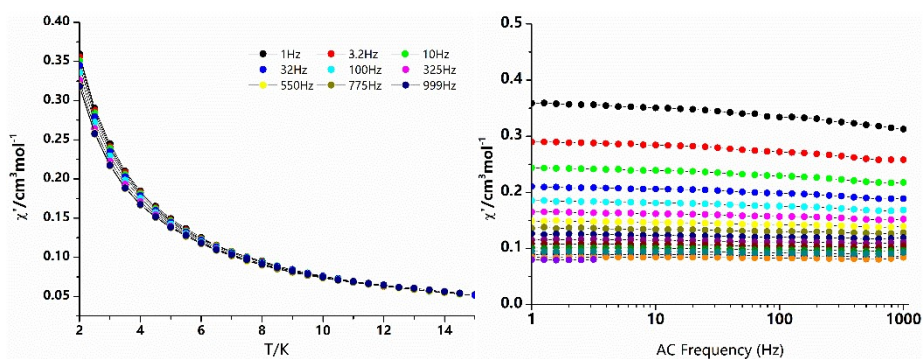 0.40
0.35
0.30
0.25
0.20
0.15
0.10
0.05
χ'/cm³mol⁻¹
1Hz 3.2Hz 10Hz
32Hz 100Hz 325Hz
550Hz 775Hz 999Hz
2 4 6 8 10 12 14
T/K
0.5
0.4
0.3
0.2
0.1
0.0
χ'/cm³mol⁻¹
1 10 100 1000
AC Frequency (Hz)